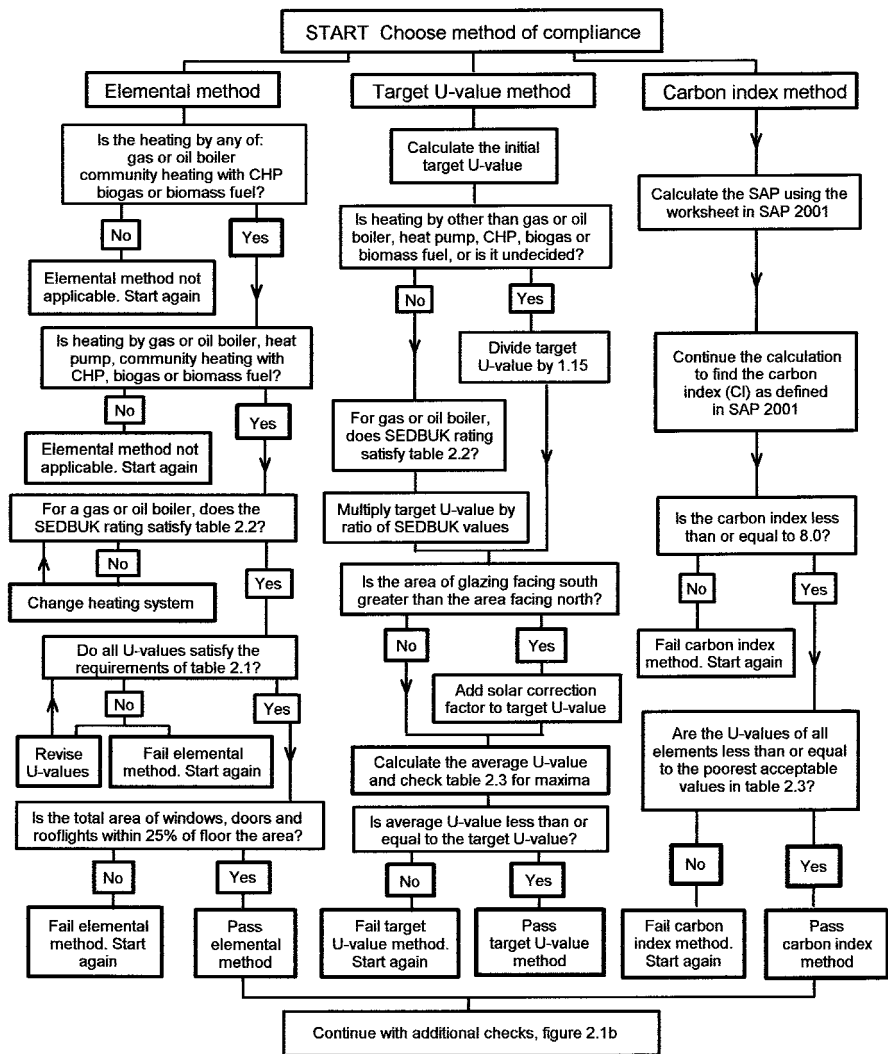 START Choose method of compliance
Elemental method
Is the heating by any of:
gas or oil boiler
community heating with CHP
biogas or biomass fuel?
No
Yes
Elemental method not
applicable. Start again
Is heating by gas or oil boiler, heat
pump, community heating with
CHP, biogas or biomass fuel?
No
Yes
Elemental method not
applicable. Start again
For a gas or oil boiler, does the
SEDBUK rating satisfy table 2.2?
No
Yes
Change heating system
Do all U-values satisfy the
requirements of table 2.1?
No
Yes
Revise
U-values
Fail elemental
method. Start again
Is the total area of windows, doors and
rooflights within 25% of floor the area?
No
Yes
Fail elemental
method. Start
again
Pass
elemental
method
Target U-value method
Calculate the initial
target U-value
Is heating by other than gas or oil
boiler, heat pump, CHP, biogas or
biomass fuel, or is it undecided?
No
Yes
Divide target
U-value by 1.15
For gas or oil boiler,
does SEDBUK rating
satisfy table 2.2?
Multiply target U-value by
ratio of SEDBUK values
Is the area of glazing facing south
greater than the area facing north?
No
Yes
Add solar correction
factor to target U-value
Calculate the average U-value
and check table 2.3 for maxima
Is average U-value less than or
equal to the target U-value?
No
Yes
Fail target
U-value method.
Start again
Pass
target U-value
method
Carbon index method
Calculate the SAP using the
worksheet in SAP 2001
Continue the calculation
to find the carbon
index (CI) as defined
in SAP 2001
Is the carbon index less
than or equal to 8.0?
No
Yes
Fail carbon index
method. Start again
Are the U-values of all
elements less than or equal
to the poorest acceptable
values in table 2.3?
No
Yes
Fail carbon
index method.
Start again
Pass
carbon index
method
Continue with additional checks, figure 2.1b